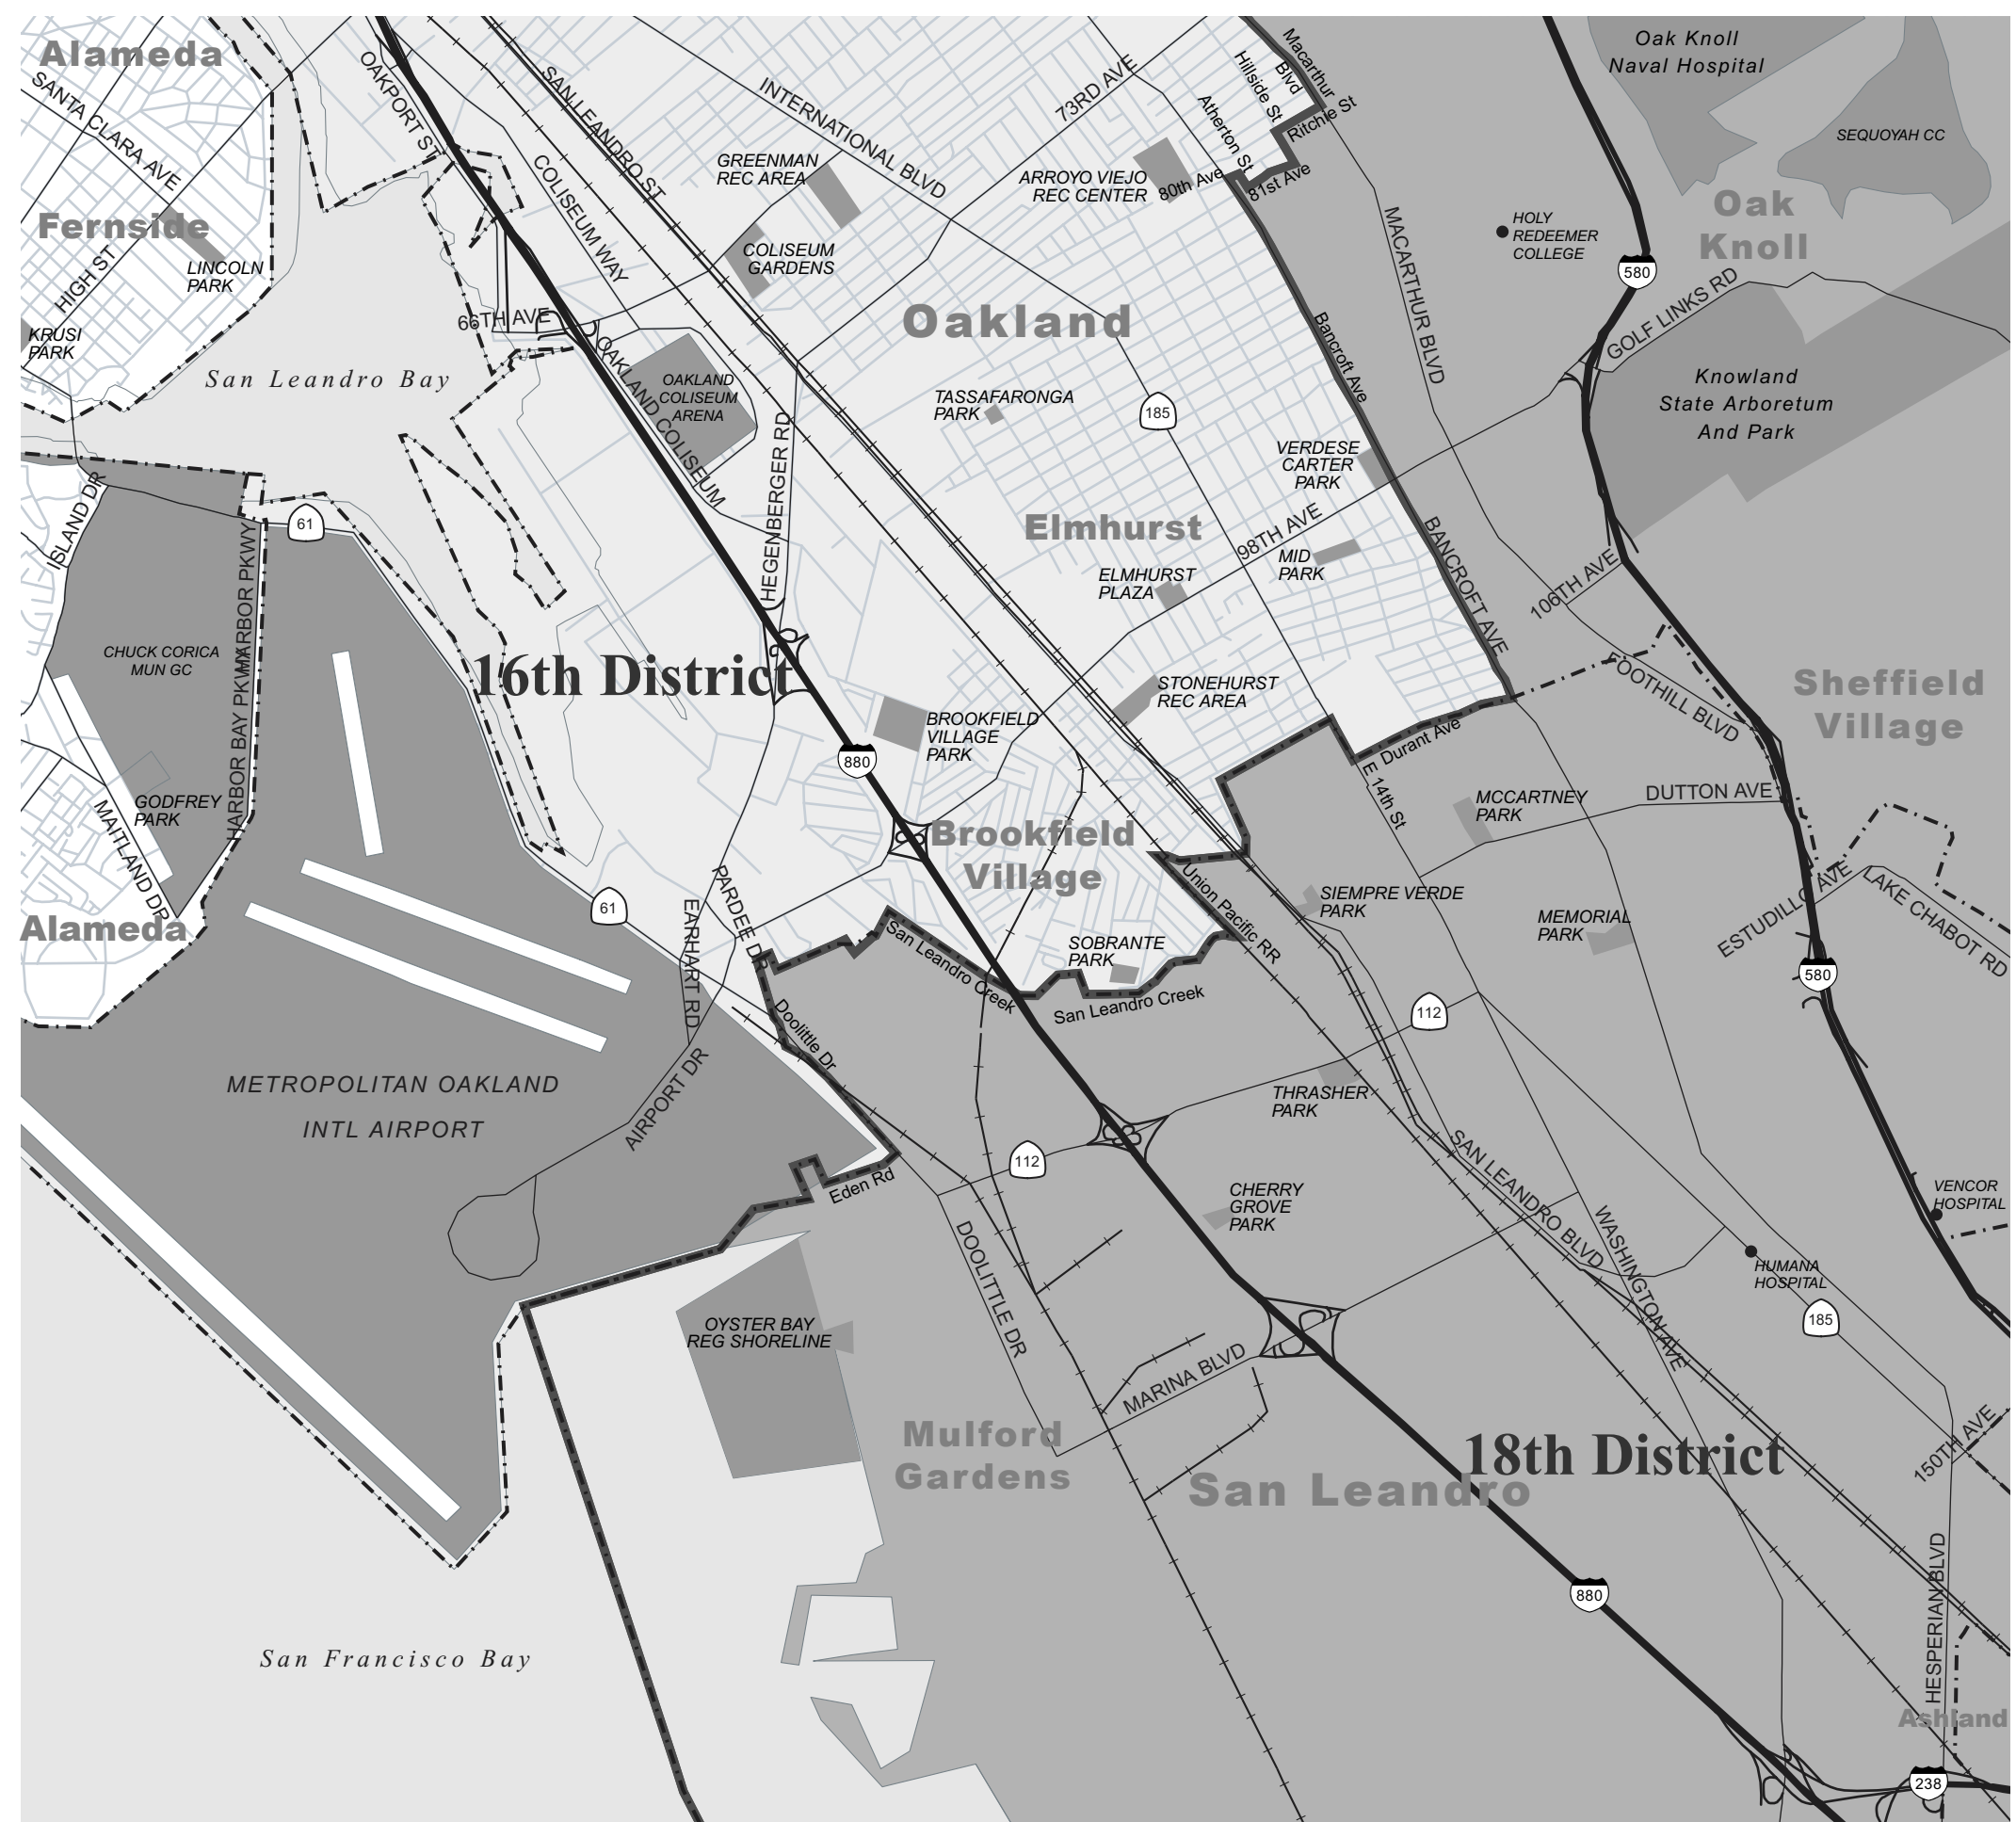 Alameda
SANTA CLARA AVE
Fernside
HIGH ST
LINCOLN
PARK
KRUSI
PARK
San Leandro Bay
OAKPORT ST
SAN LEANDRO ST
COLISEUM WAY
INTERNATIONAL BLVD
73RD AVE
GREENMAN
REC AREA
COLISEUM
GARDENS
ARROYO VIEJO
REC CENTER
80th Ave
81st Ave
Atherton St
Hillside St
Macarthur
Blvd
Ritchie St
Oak Knoll
Naval Hospital
SEQUOYAH CC
HOLY
REDEEMER
COLLEGE
Oak
Knoll
580
GOLF LINKS RD
MACARTHUR BLVD
Knowland
State Arboretum
And Park
66TH AVE
OAKLAND COLISEUM
OAKLAND
COLISEUM
ARENA
HEGENBERGER RD
Oakland
TASSAFARONGA
PARK
185
Bancroft Ave
VERDESE
CARTER
PARK
Elmhurst
98TH AVE
MID
PARK
ELMHURST
PLAZA
BANCROFT AVE
106TH AVE
FOOTHILL BLVD
Sheffield
Village
ISLAND DR
61
HARBOR BAY PKWY
HARBOR PKWY
CHUCK CORICA
MUN GC
GODFREY
PARK
MAITLAND DR
Alameda
16th District
880
BROOKFIELD
VILLAGE
PARK
STONEHURST
REC AREA
E 14th St
Durant Ave
MCCARTNEY
PARK
DUTTON AVE
Brookfield
Village
Union Pacific RR
SIEMPRE VERDE
PARK
MEMORIAL
PARK
ESTUDILLO AVE
LAKE CHABOT RD
580
61
EARHART RD
PARDEE DR
San Leandro Creek
SOBRANTE
PARK
San Leandro Creek
Doolittle Dr
AIRPORT DR
METROPOLITAN OAKLAND
INTL AIRPORT
Eden Rd
112
112
THRASHER
PARK
CHERRY
GROVE
PARK
SAN LEANDRO BLVD
WASHINGTON AVE
VENCOR
HOSPITAL
HUMANA
HOSPITAL
185
DOOLITTLE DR
OYSTER BAY
REG SHORELINE
MARINA BLVD
Mulford
Gardens
San Leandro
18th District
150TH AVE
San Francisco Bay
880
HESPERIAN BLVD
Ashland
238